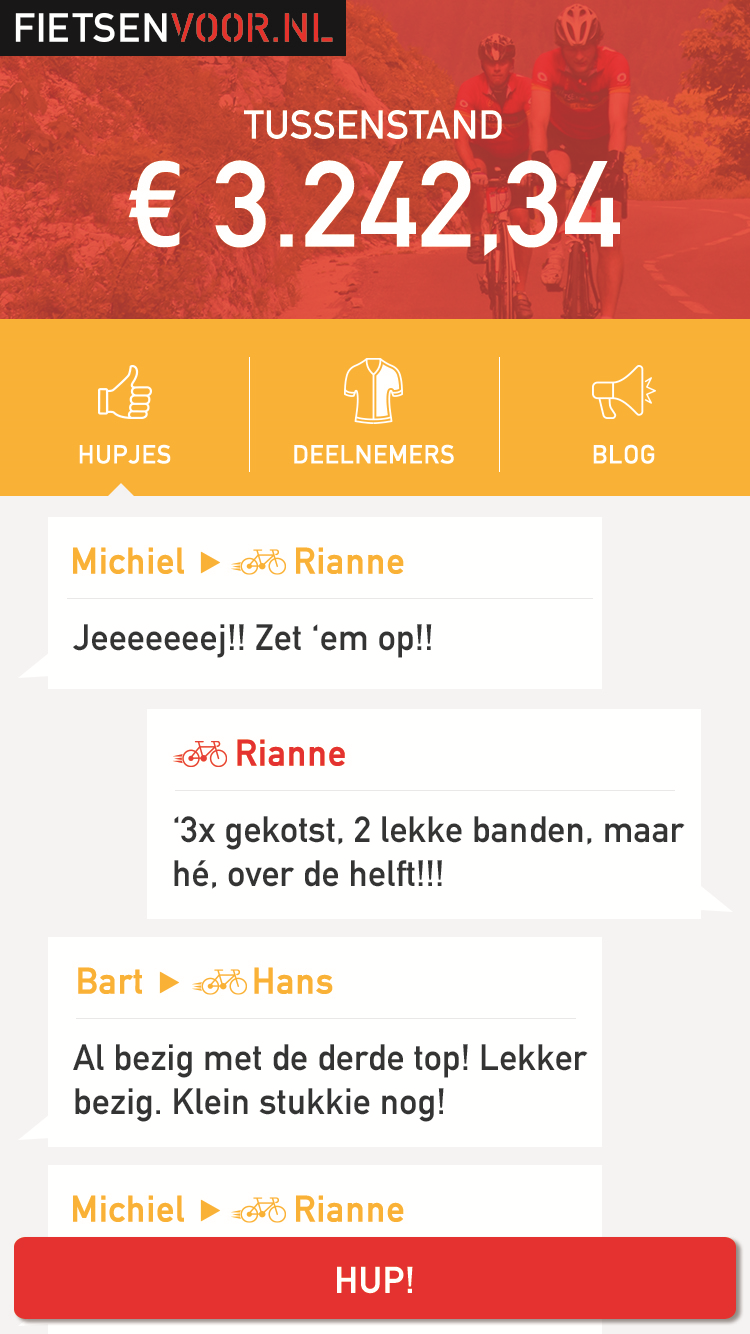 FIETSENVOOR.NL
TUSSENSTAND
€ 3.242,34
HUPJES
DEELNEMERS
BLOG
Michiel ▶ Rianne
Jeeeeeeej!! Zet ‘em op!!
Rianne
‘3x gekotst, 2 lekke banden, maar
hé, over de helft!!!
Bart ▶ Hans
Al bezig met de derde top! Lekker
bezig. Klein stukkie nog!
Michiel ▶ Rianne
HUP!